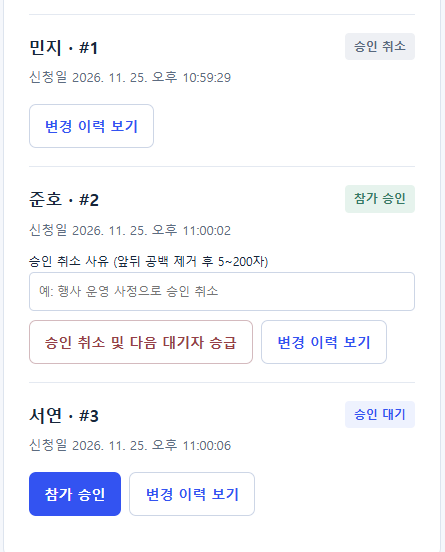 민지 · #1
승인 취소
신청일 2026. 11. 25. 오후 10:59:29
변경 이력 보기
준호 · #2
참가 승인
신청일 2026. 11. 25. 오후 11:00:02
승인 취소 사유 (앞뒤 공백 제거 후 5~200자)
예: 행사 운영 사정으로 승인 취소
승인 취소 및 다음 대기자 승급
변경 이력 보기
서연 · #3
승인 대기
신청일 2026. 11. 25. 오후 11:00:06
참가 승인
변경 이력 보기